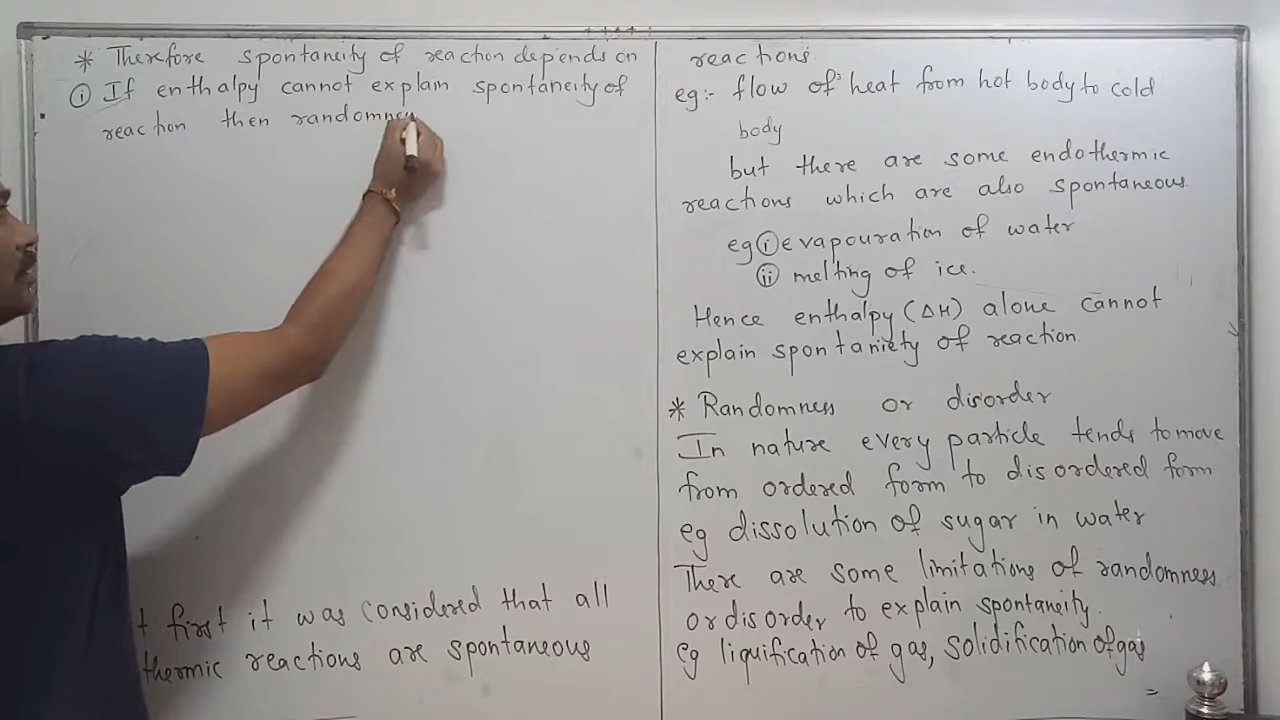 * Therefore spontaneity of reaction depends on
(i) If enthalpy cannot explain spontaneity of
reaction then
t first it was considered that all
thermic reactions are spontaneous
reactions.
eg:- flow of heat from hot body to cold
body
but there are some endothermic
reactions which are also spontaneous.
eg (i) evapouration of water
(ii) melting of ice.
Hence enthalpy (ΔH) alone cannot
explain spontaniety of reaction.
* Randomness or disorder
In nature every particle tends to move
from ordered form to disordered form
eg dissolution of sugar in water
There are some limitations of randomness
or disorder to explain spontaneity.
eg liquification of gas, solidification of gas